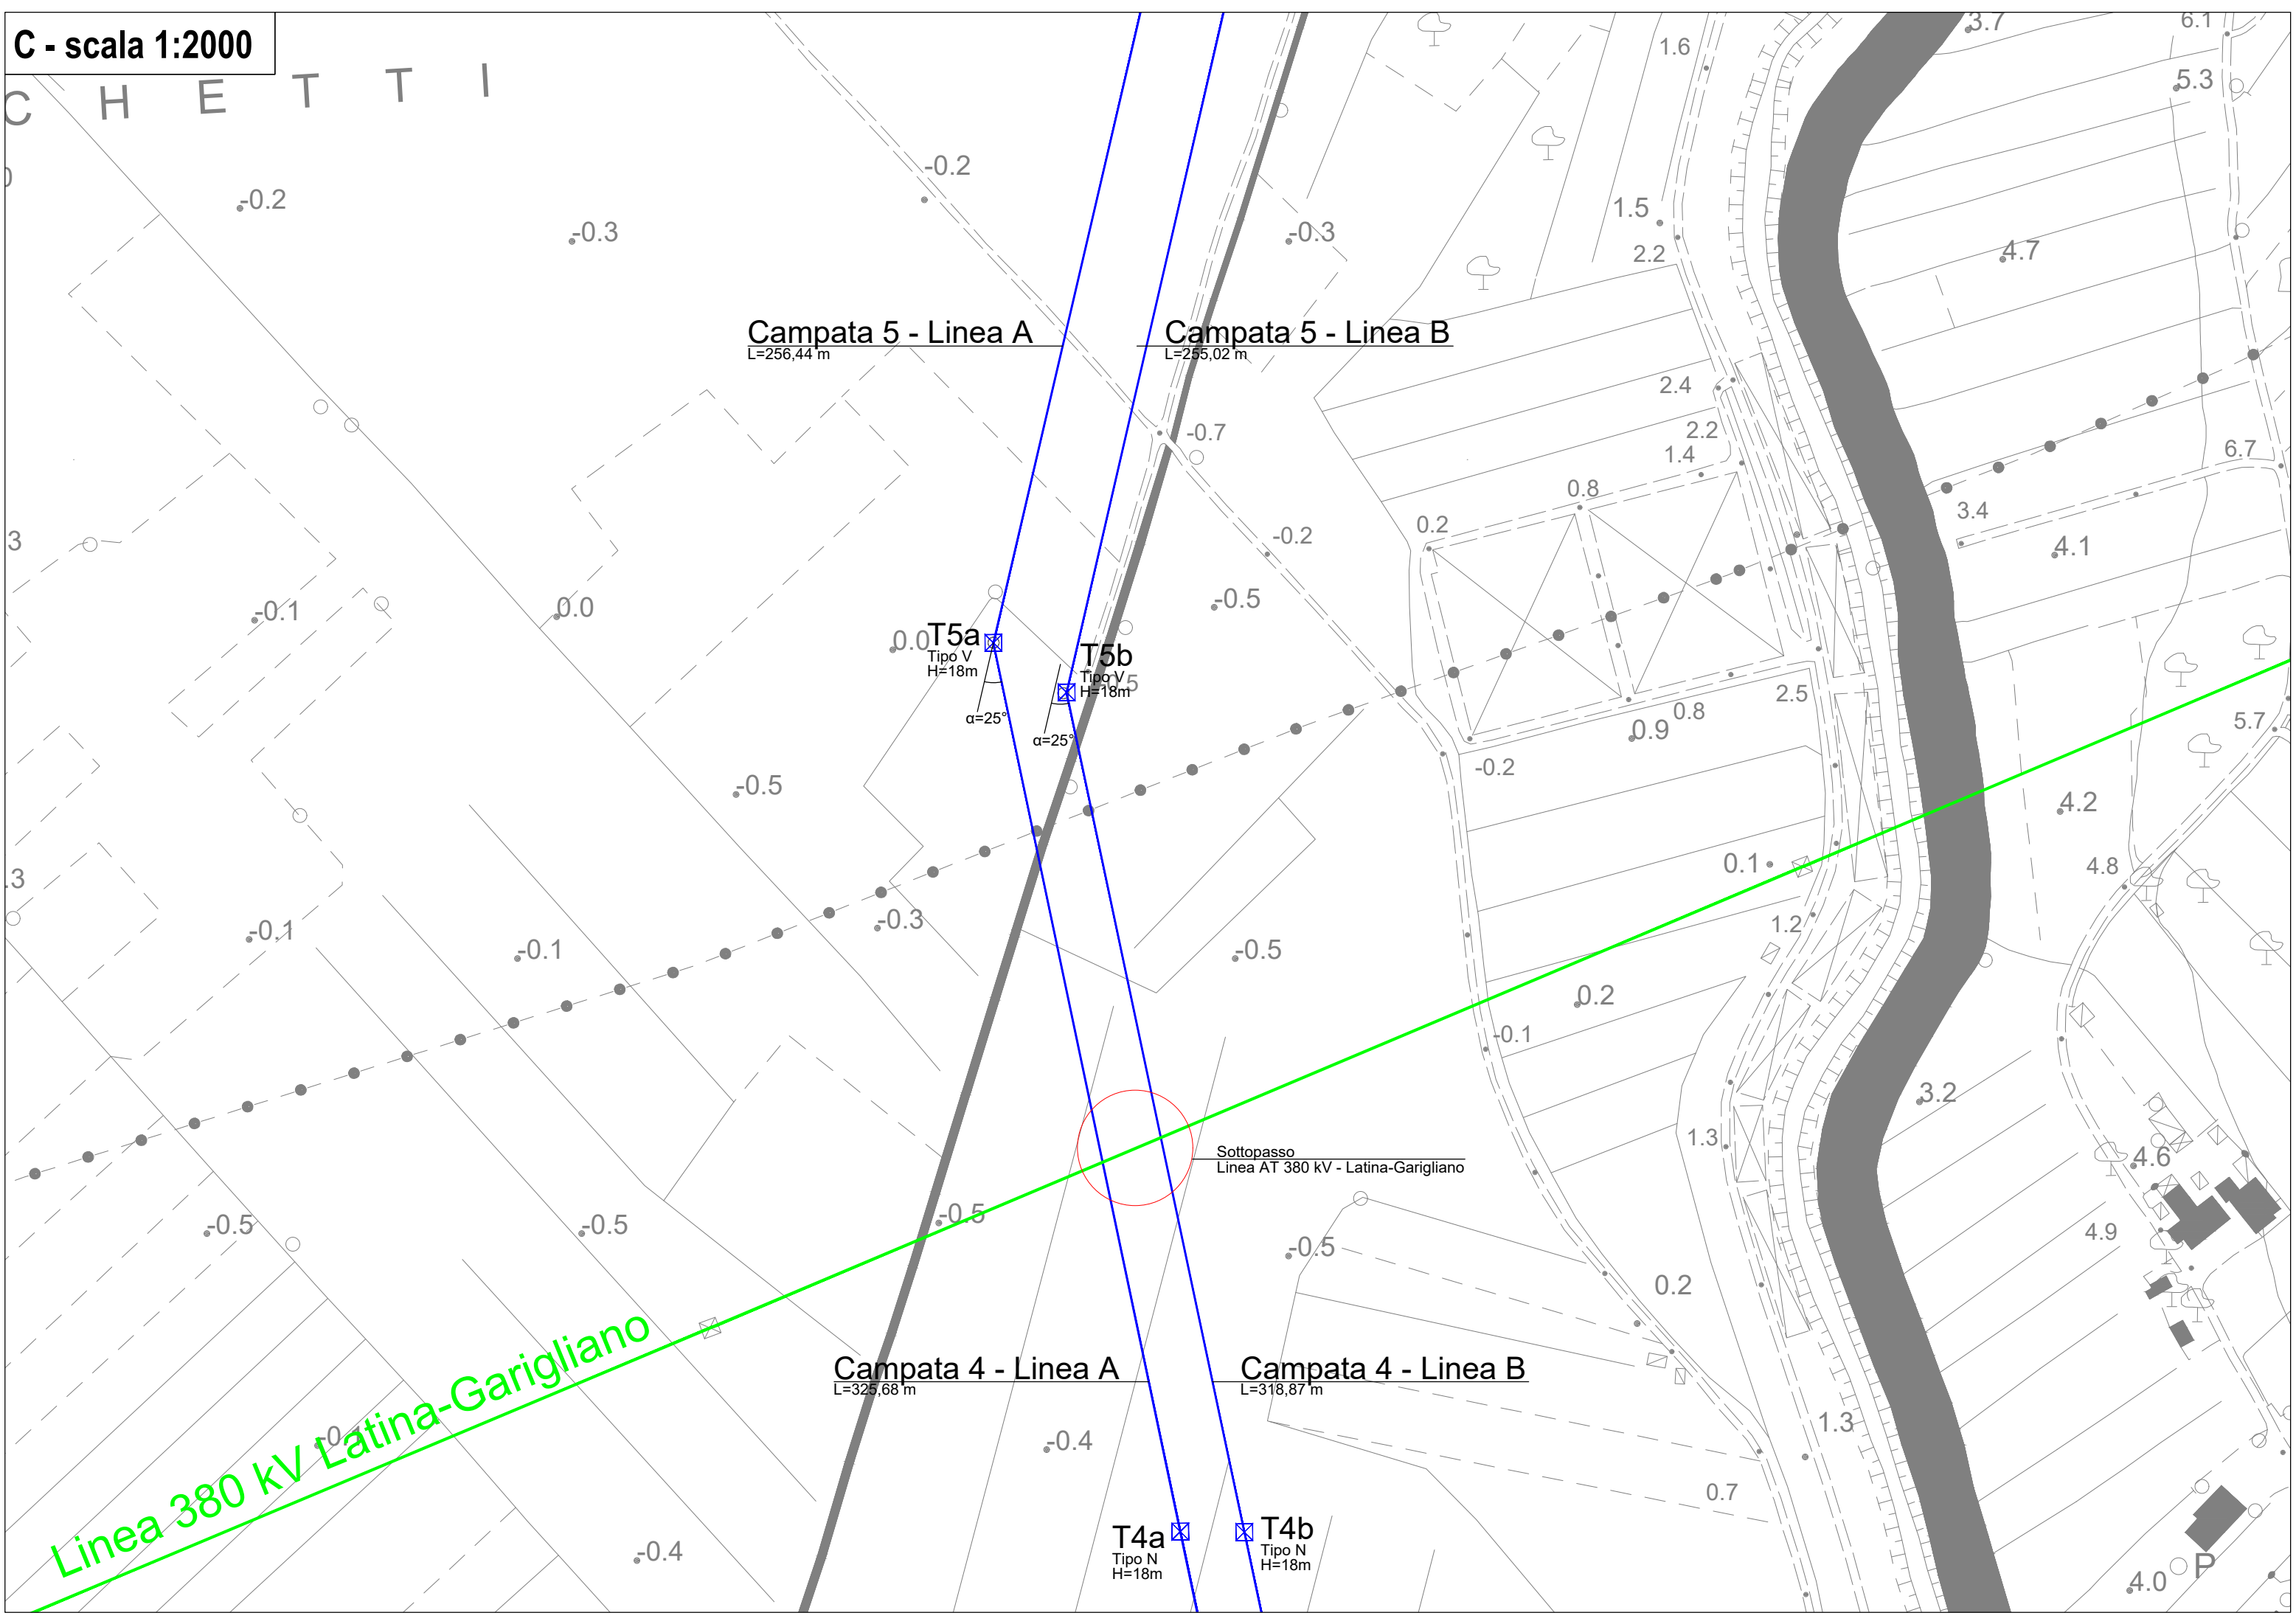 C - scala 1:2000
C H E T T I
3.7
6.1
1.6
5.3
-0.2
-0.2
1.5
-0.3
-0.3
2.2
4.7
Campata 5 - Linea A
L=256,44 m
Campata 5 - Linea B
L=255,02 m
2.4
-0.7
2.2
1.4
6.7
0.8
3.4
0.2
-0.2
3
4.1
-0.1
0.0
-0.5
0.0
T5a
Tipo V
H=18m
T5b
Tipo V
H=18m
2.5
α=25°
α=25°
0.8
0.9
5.7
-0.2
-0.5
4.2
0.1
4.8
.3
-0.3
1.2
-0.1
-0.1
-0.5
0.2
-0.1
3.2
1.3
Sottopasso
Linea AT 380 kV - Latina-Garigliano
4.6
-0.5
-0.5
-0.5
4.9
-0.5
0.2
Linea 380 kV Latina-Garigliano
Campata 4 - Linea A
L=325,68 m
Campata 4 - Linea B
L=318,87 m
1.3
-0.4
0.7
T4a
Tipo N
H=18m
T4b
Tipo N
H=18m
-0.4
P
4.0